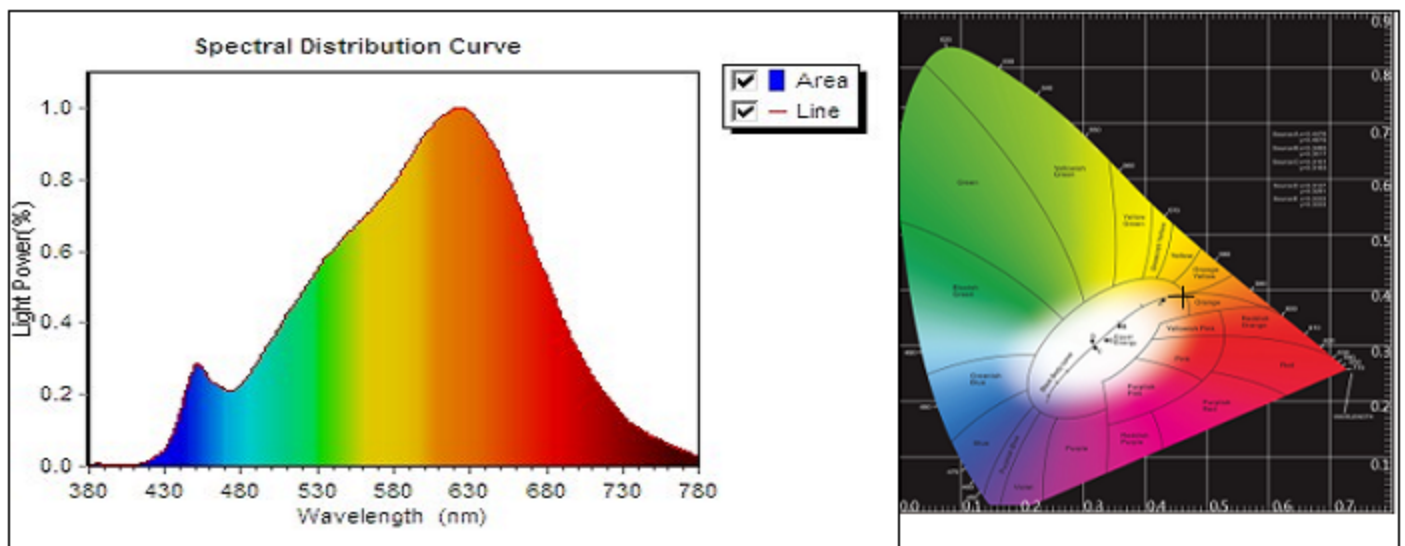 Spectral Distribution Curve
Area
Line
1.0
0.8
0.6
0.4
0.2
0.0
Light Power(%)
380 430 480 530 580 630 680 730 780
Wavelength (nm)
0.9
0.8
0.7
0.6
0.5
0.4
0.3
0.2
0.1
0.0 0.1 0.2 0.3 0.4 0.5 0.6 0.7
Green
Yellowish
Green
Yellow
Green
Yellow
Orange
Yellow
Orange
Reddish
Orange
Yellowish Pink
Pink
Red
Purplish
Pink
Purplish
Red
Reddish
Purple
Purple
Violet
Blue
Greenish
Blue
Bluish
Green